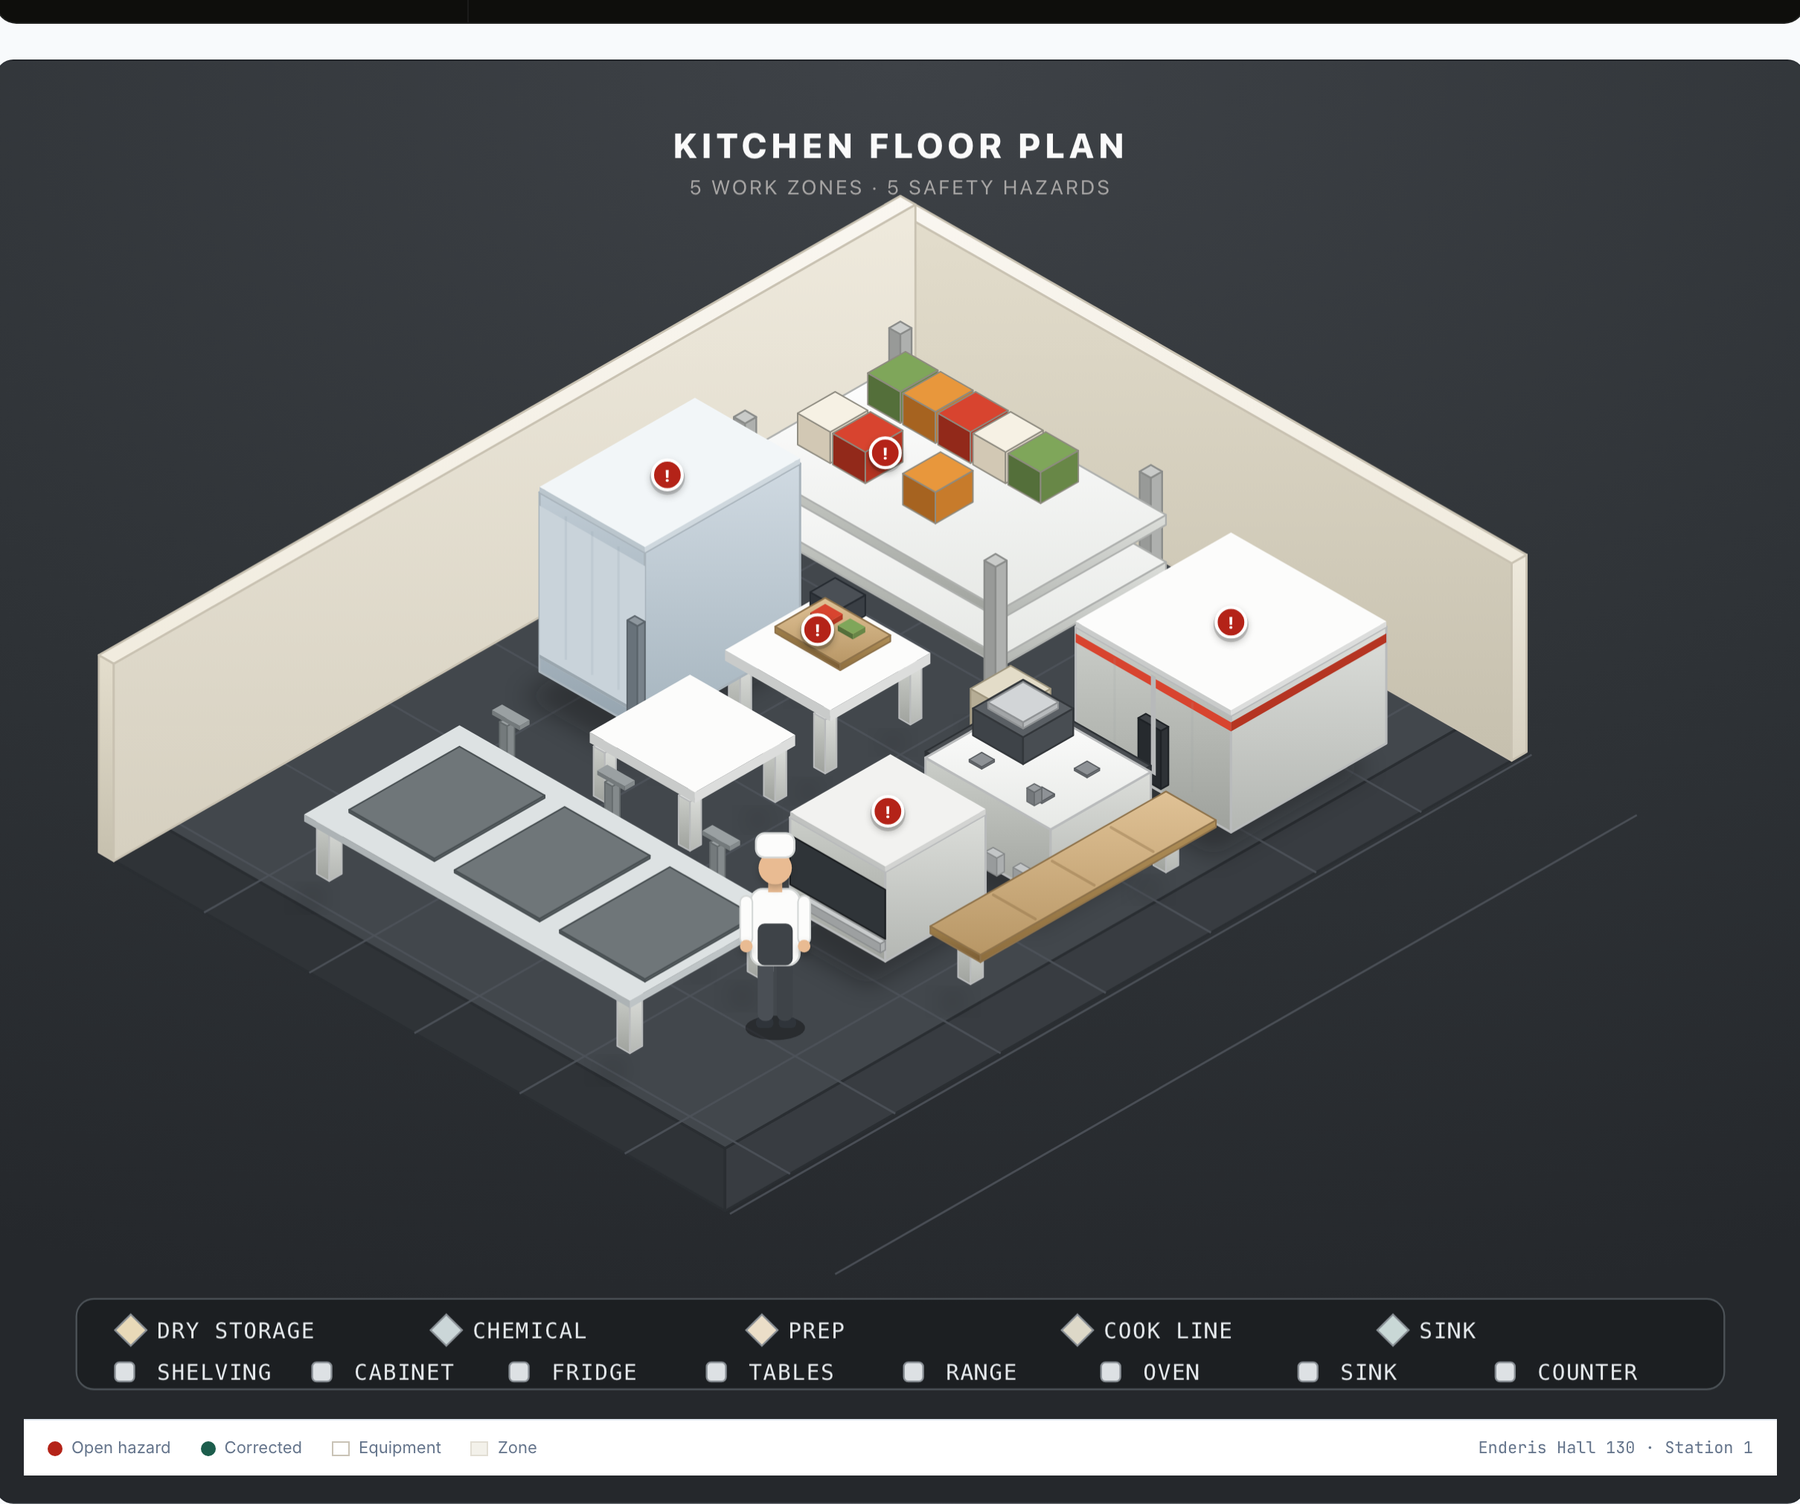 KITCHEN FLOOR PLAN
5 WORK ZONES · 5 SAFETY HAZARDS
!
!
!
!
!
DRY STORAGE CHEMICAL PREP COOK LINE SINK
SHELVING CABINET FRIDGE TABLES RANGE OVEN SINK COUNTER
Open hazard Corrected Equipment Zone Enderis Hall 130 · Station 1